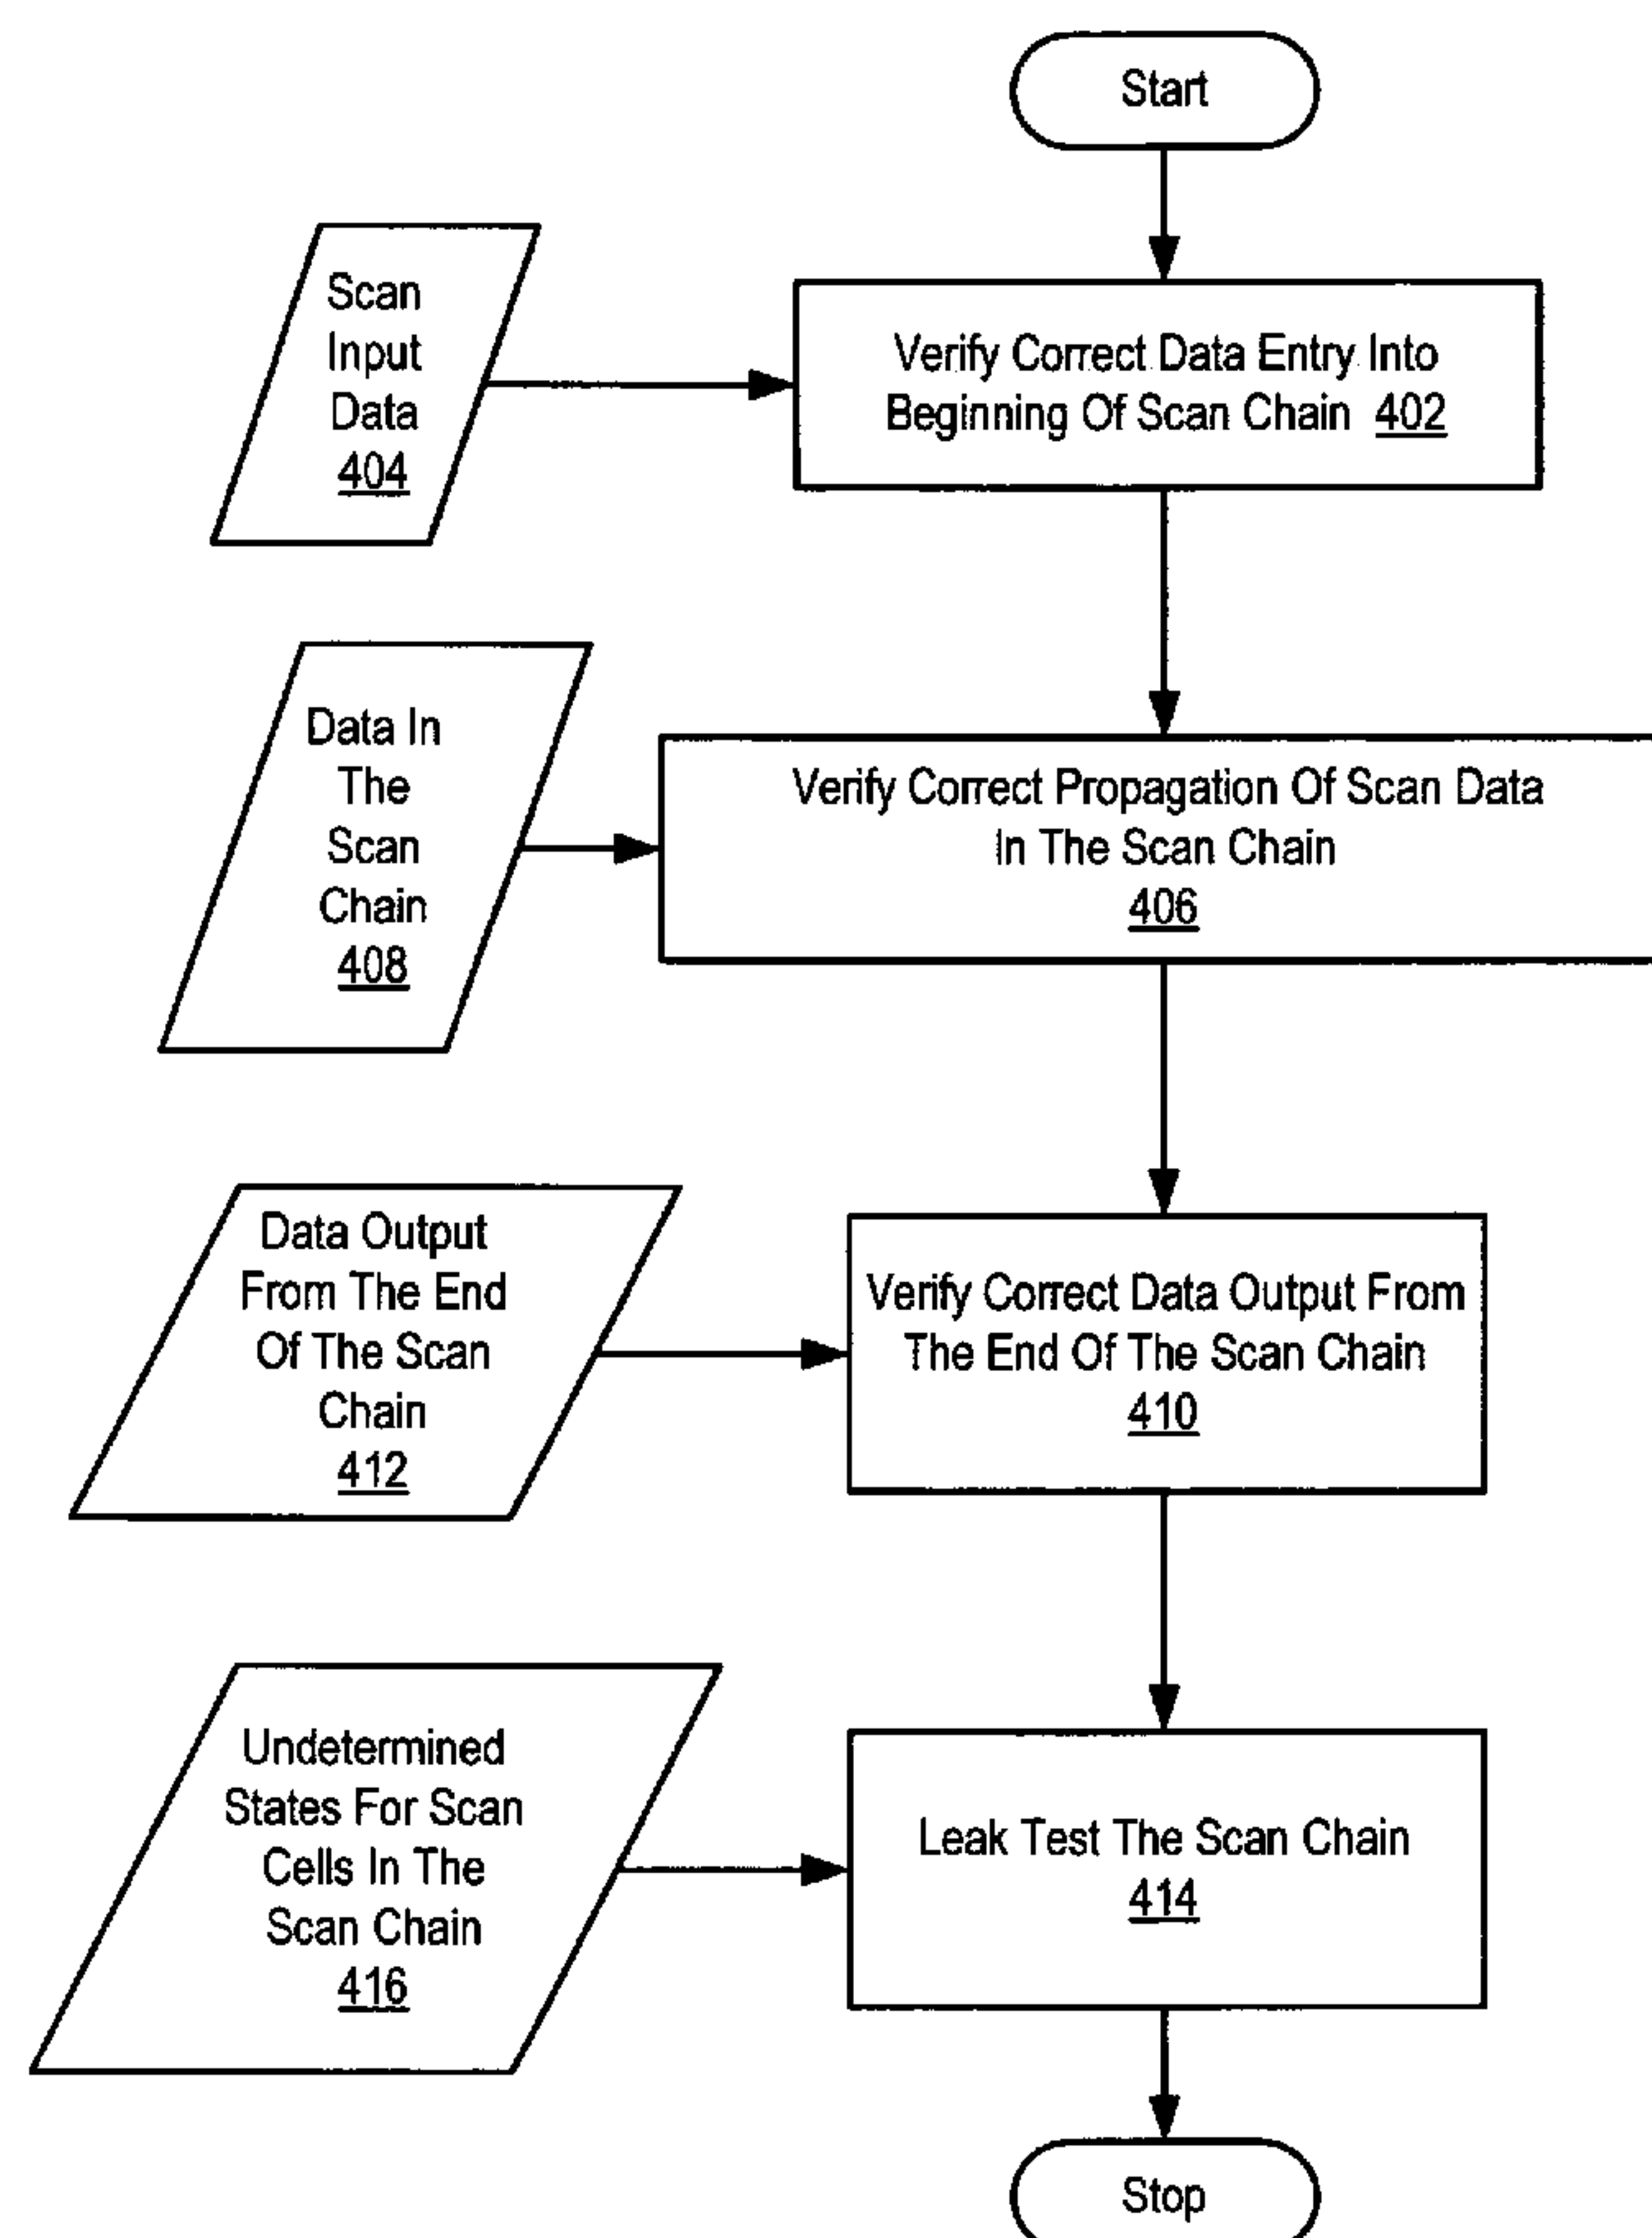 Start
Scan
Input
Data
404
Verify Correct Data Entry Into
Beginning Of Scan Chain 402
Data In
The
Scan
Chain
408
Verify Correct Propagation Of Scan Data
In The Scan Chain
406
Data Output
From The End
Of The Scan
Chain
412
Verify Correct Data Output From
The End Of The Scan Chain
410
Undetermined
States For Scan
Cells In The
Scan Chain
416
Leak Test The Scan Chain
414
Stop